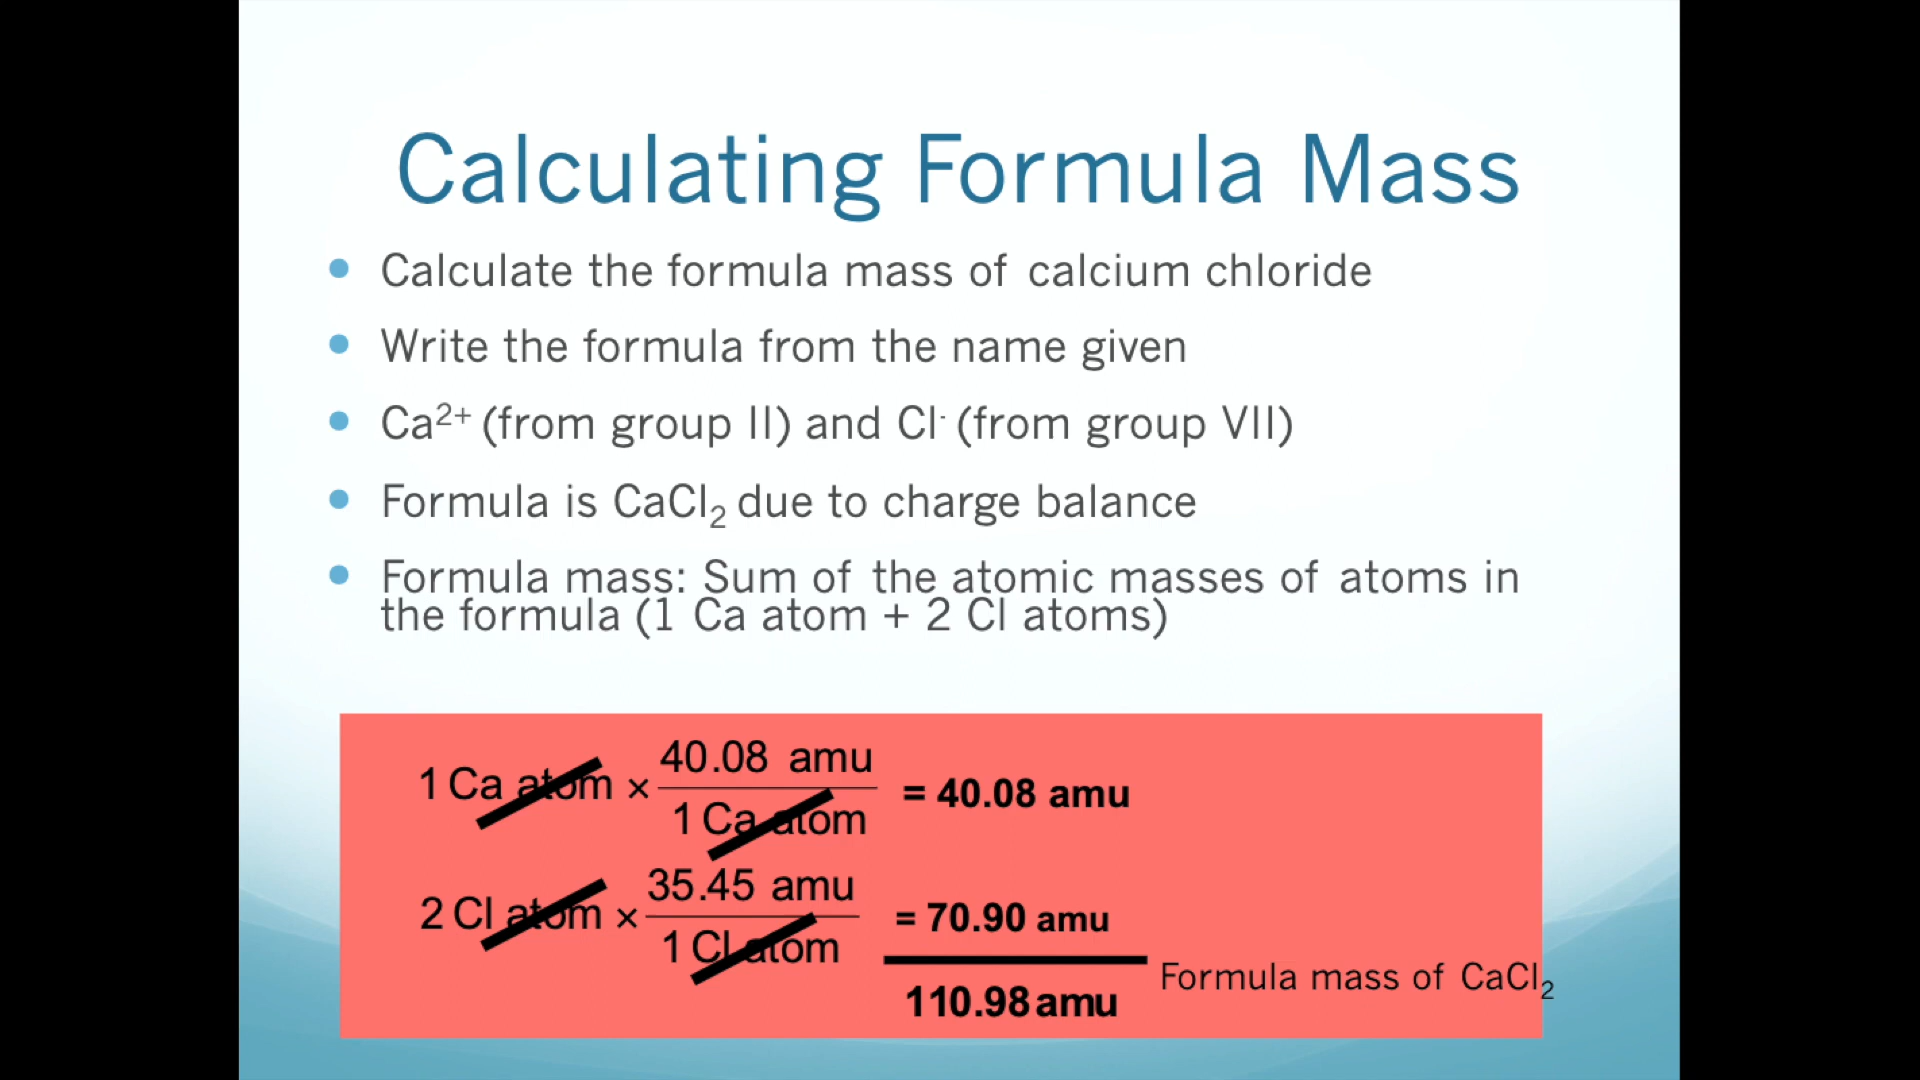 Calculating Formula Mass
• Calculate the formula mass of calcium chloride
• Write the formula from the name given
• Ca²⁺ (from group II) and Cl⁻ (from group VII)
• Formula is CaCl₂ due to charge balance
• Formula mass: Sum of the atomic masses of atoms in
the formula (1 Ca atom + 2 Cl atoms)
1 Ca atom × 40.08 amu / 1 Ca atom = 40.08 amu
2 Cl atom × 35.45 amu / 1 Cl atom = 70.90 amu
110.98 amu Formula mass of CaCl₂